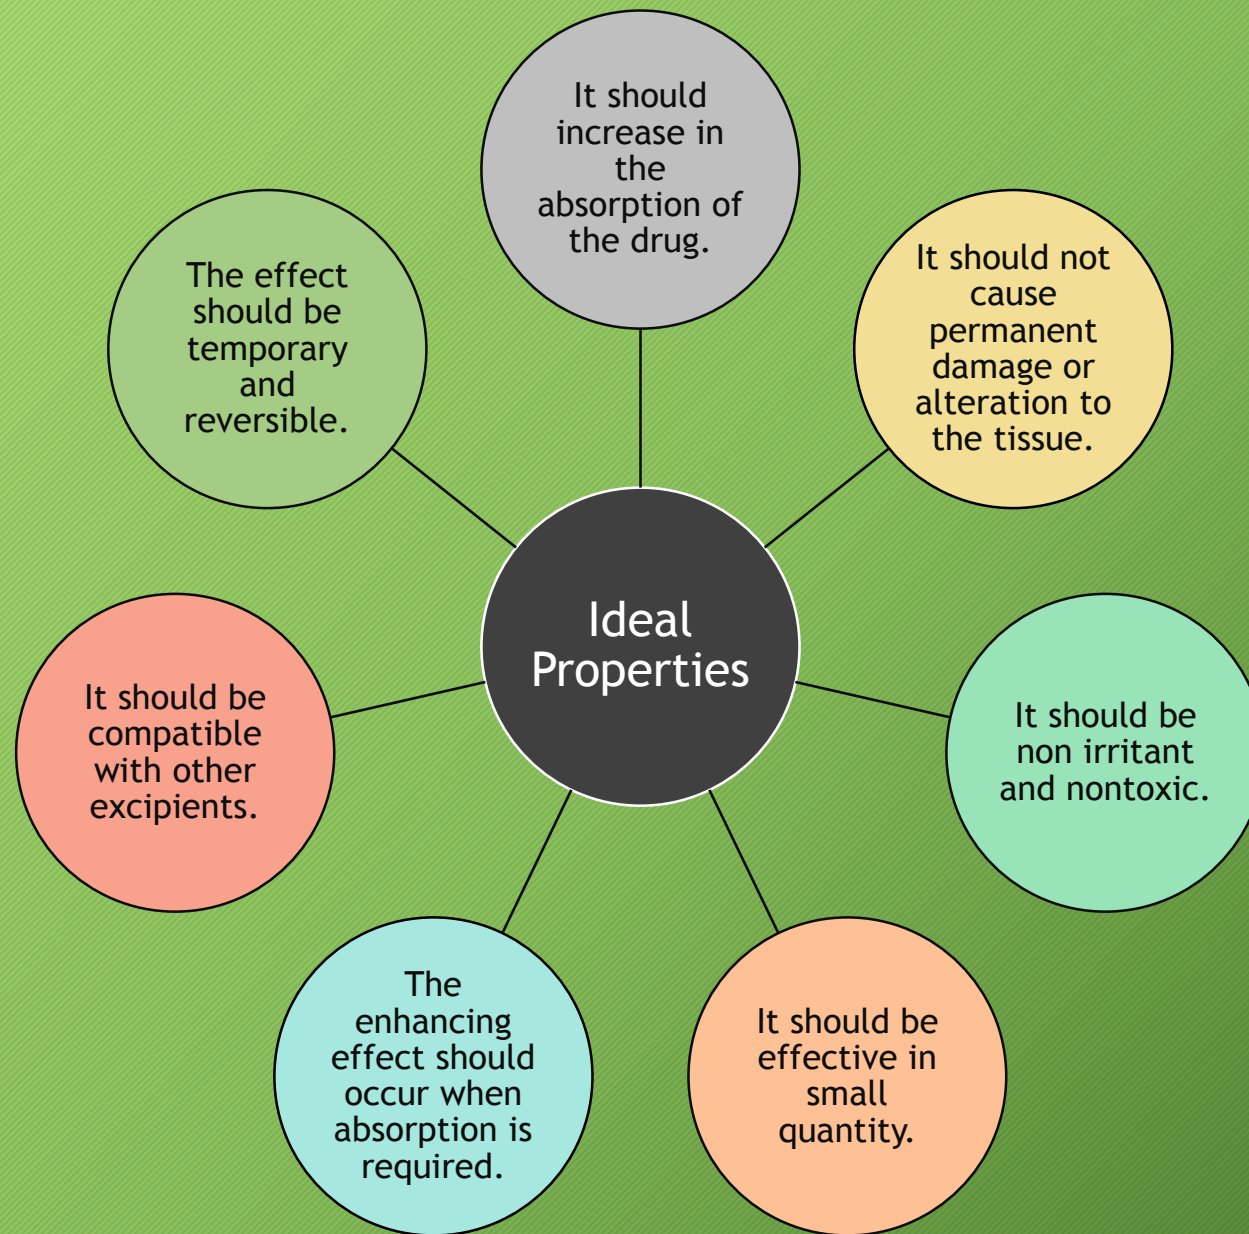 Ideal
Properties
It should
increase in
the
absorption of
the drug.
It should not
cause
permanent
damage or
alteration to
the tissue.
It should be
non irritant
and nontoxic.
It should be
effective in
small
quantity.
The
enhancing
effect should
occur when
absorption is
required.
It should be
compatible
with other
excipients.
The effect
should be
temporary
and
reversible.